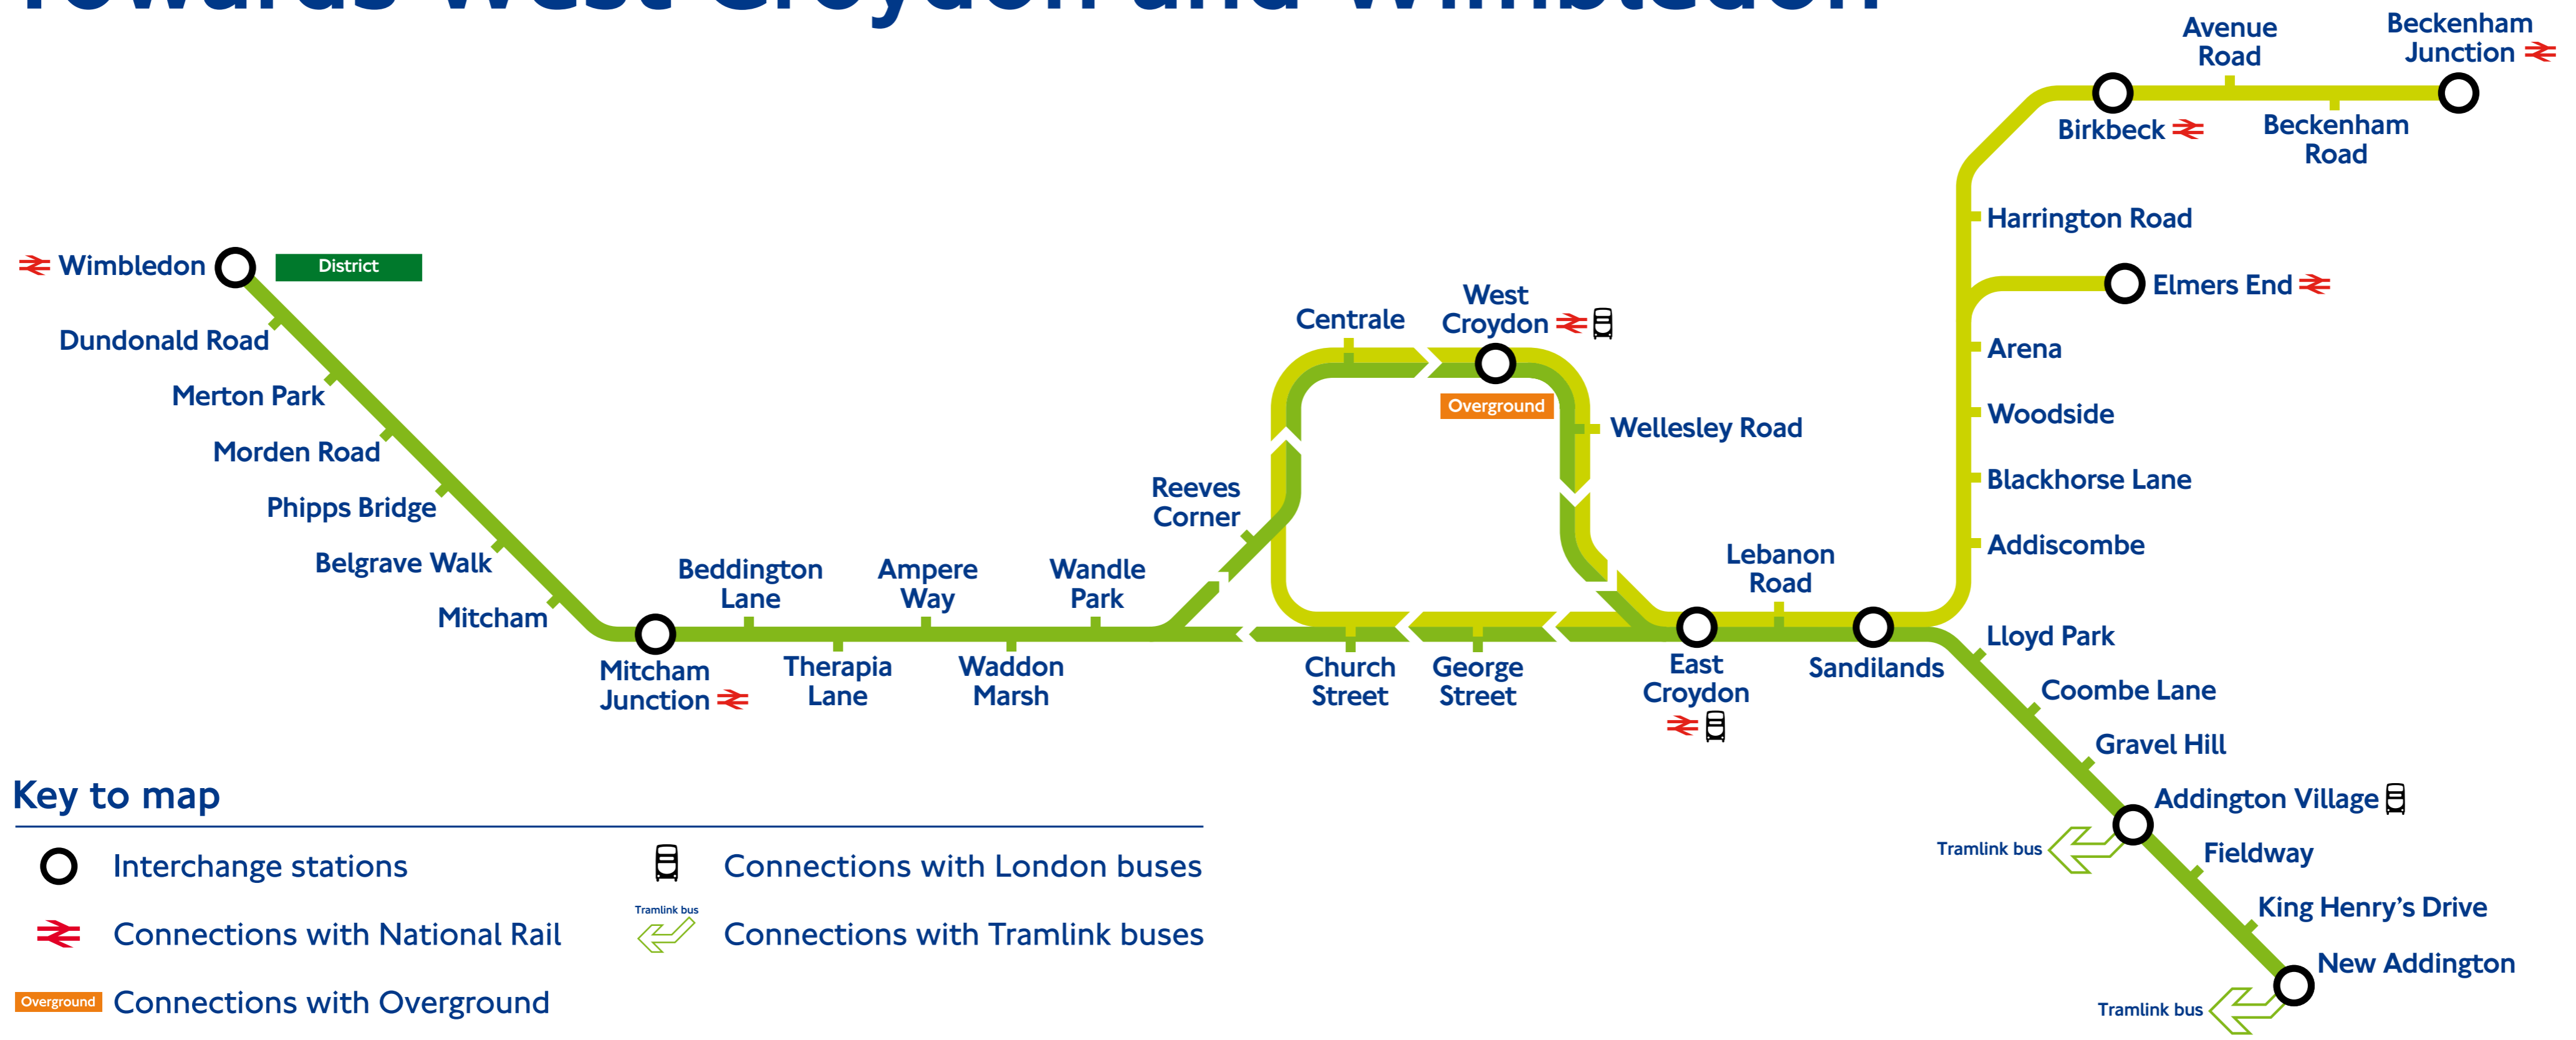 Towards West Croydon and Wimbledon
Avenue
Road
Beckenham
Junction
Birkbeck
Beckenham
Road
Harrington Road
Elmers End
Arena
Woodside
Blackhorse Lane
Addiscombe
Wimbledon
District
Dundonald Road
Merton Park
Morden Road
Phipps Bridge
Belgrave Walk
Mitcham
Mitcham
Junction
Beddington
Lane
Therapia
Lane
Ampere
Way
Waddon
Marsh
Wandle
Park
Reeves
Corner
Centrale
West
Croydon
Overground
Wellesley Road
Church
Street
George
Street
East
Croydon
Lebanon
Road
Sandilands
Lloyd Park
Coombe Lane
Gravel Hill
Addington Village
Tramlink bus
Fieldway
King Henry’s Drive
New Addington
Tramlink bus
Key to map
Interchange stations
Connections with National Rail
Overground
Connections with Overground
Connections with London buses
Tramlink bus
Connections with Tramlink buses